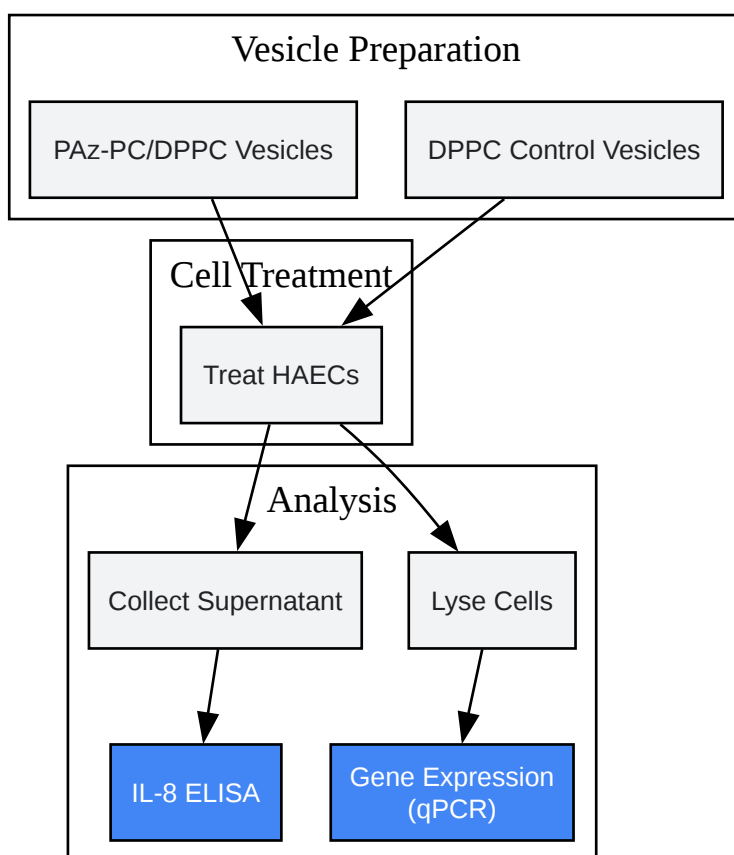 Vesicle Preparation
PAz-PC/DPPC Vesicles
DPPC Control Vesicles
Cell Treatment
Treat HAECs
Analysis
Collect Supernatant
Lyse Cells
IL-8 ELISA
Gene Expression
(qPCR)